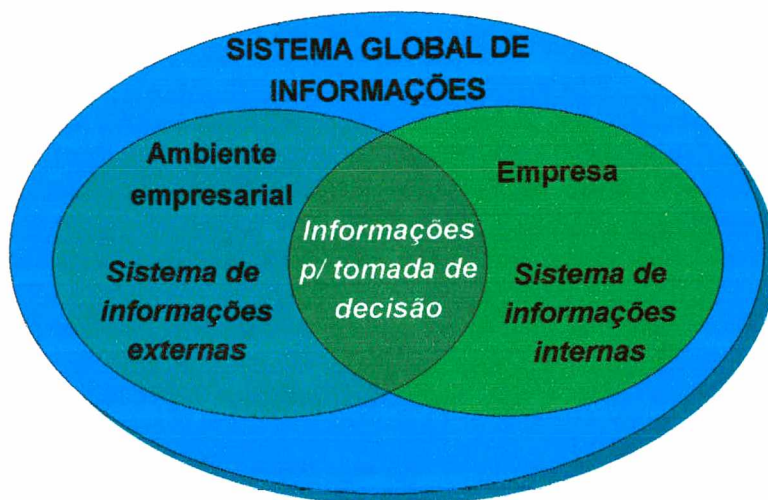 SISTEMA GLOBAL DE
INFORMAÇÕES
Ambiente
empresarial
Sistema de
informações
externas
Informações
p/ tomada de
decisão
Empresa
Sistema de
informações
internas